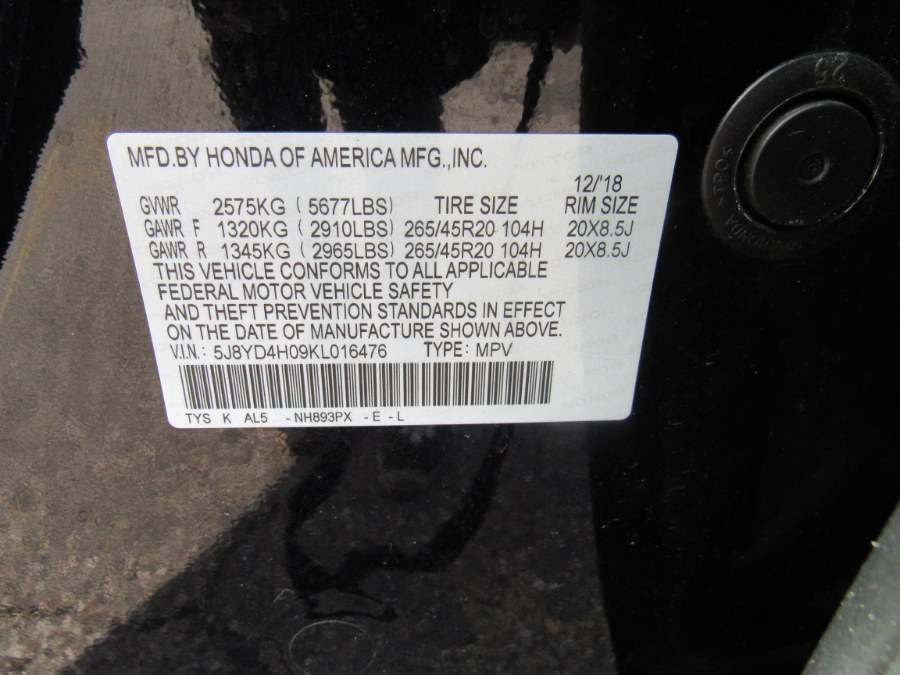 MFD.BY HONDA OF AMERICA MFG.,INC.
12/'18
GVWR 2575KG ( 5677LBS) TIRE SIZE RIM SIZE
GAWR F 1320KG ( 2910LBS) 265/45R20 104H 20X8.5J
GAWR R 1345KG ( 2965LBS) 265/45R20 104H 20X8.5J
THIS VEHICLE CONFORMS TO ALL APPLICABLE
FEDERAL MOTOR VEHICLE SAFETY
AND THEFT PREVENTION STANDARDS IN EFFECT
ON THE DATE OF MANUFACTURE SHOWN ABOVE.
V.I.N.: 5J8YD4H09KL016476 TYPE: MPV
TYS K AL5 -NH893PX -E -L
25